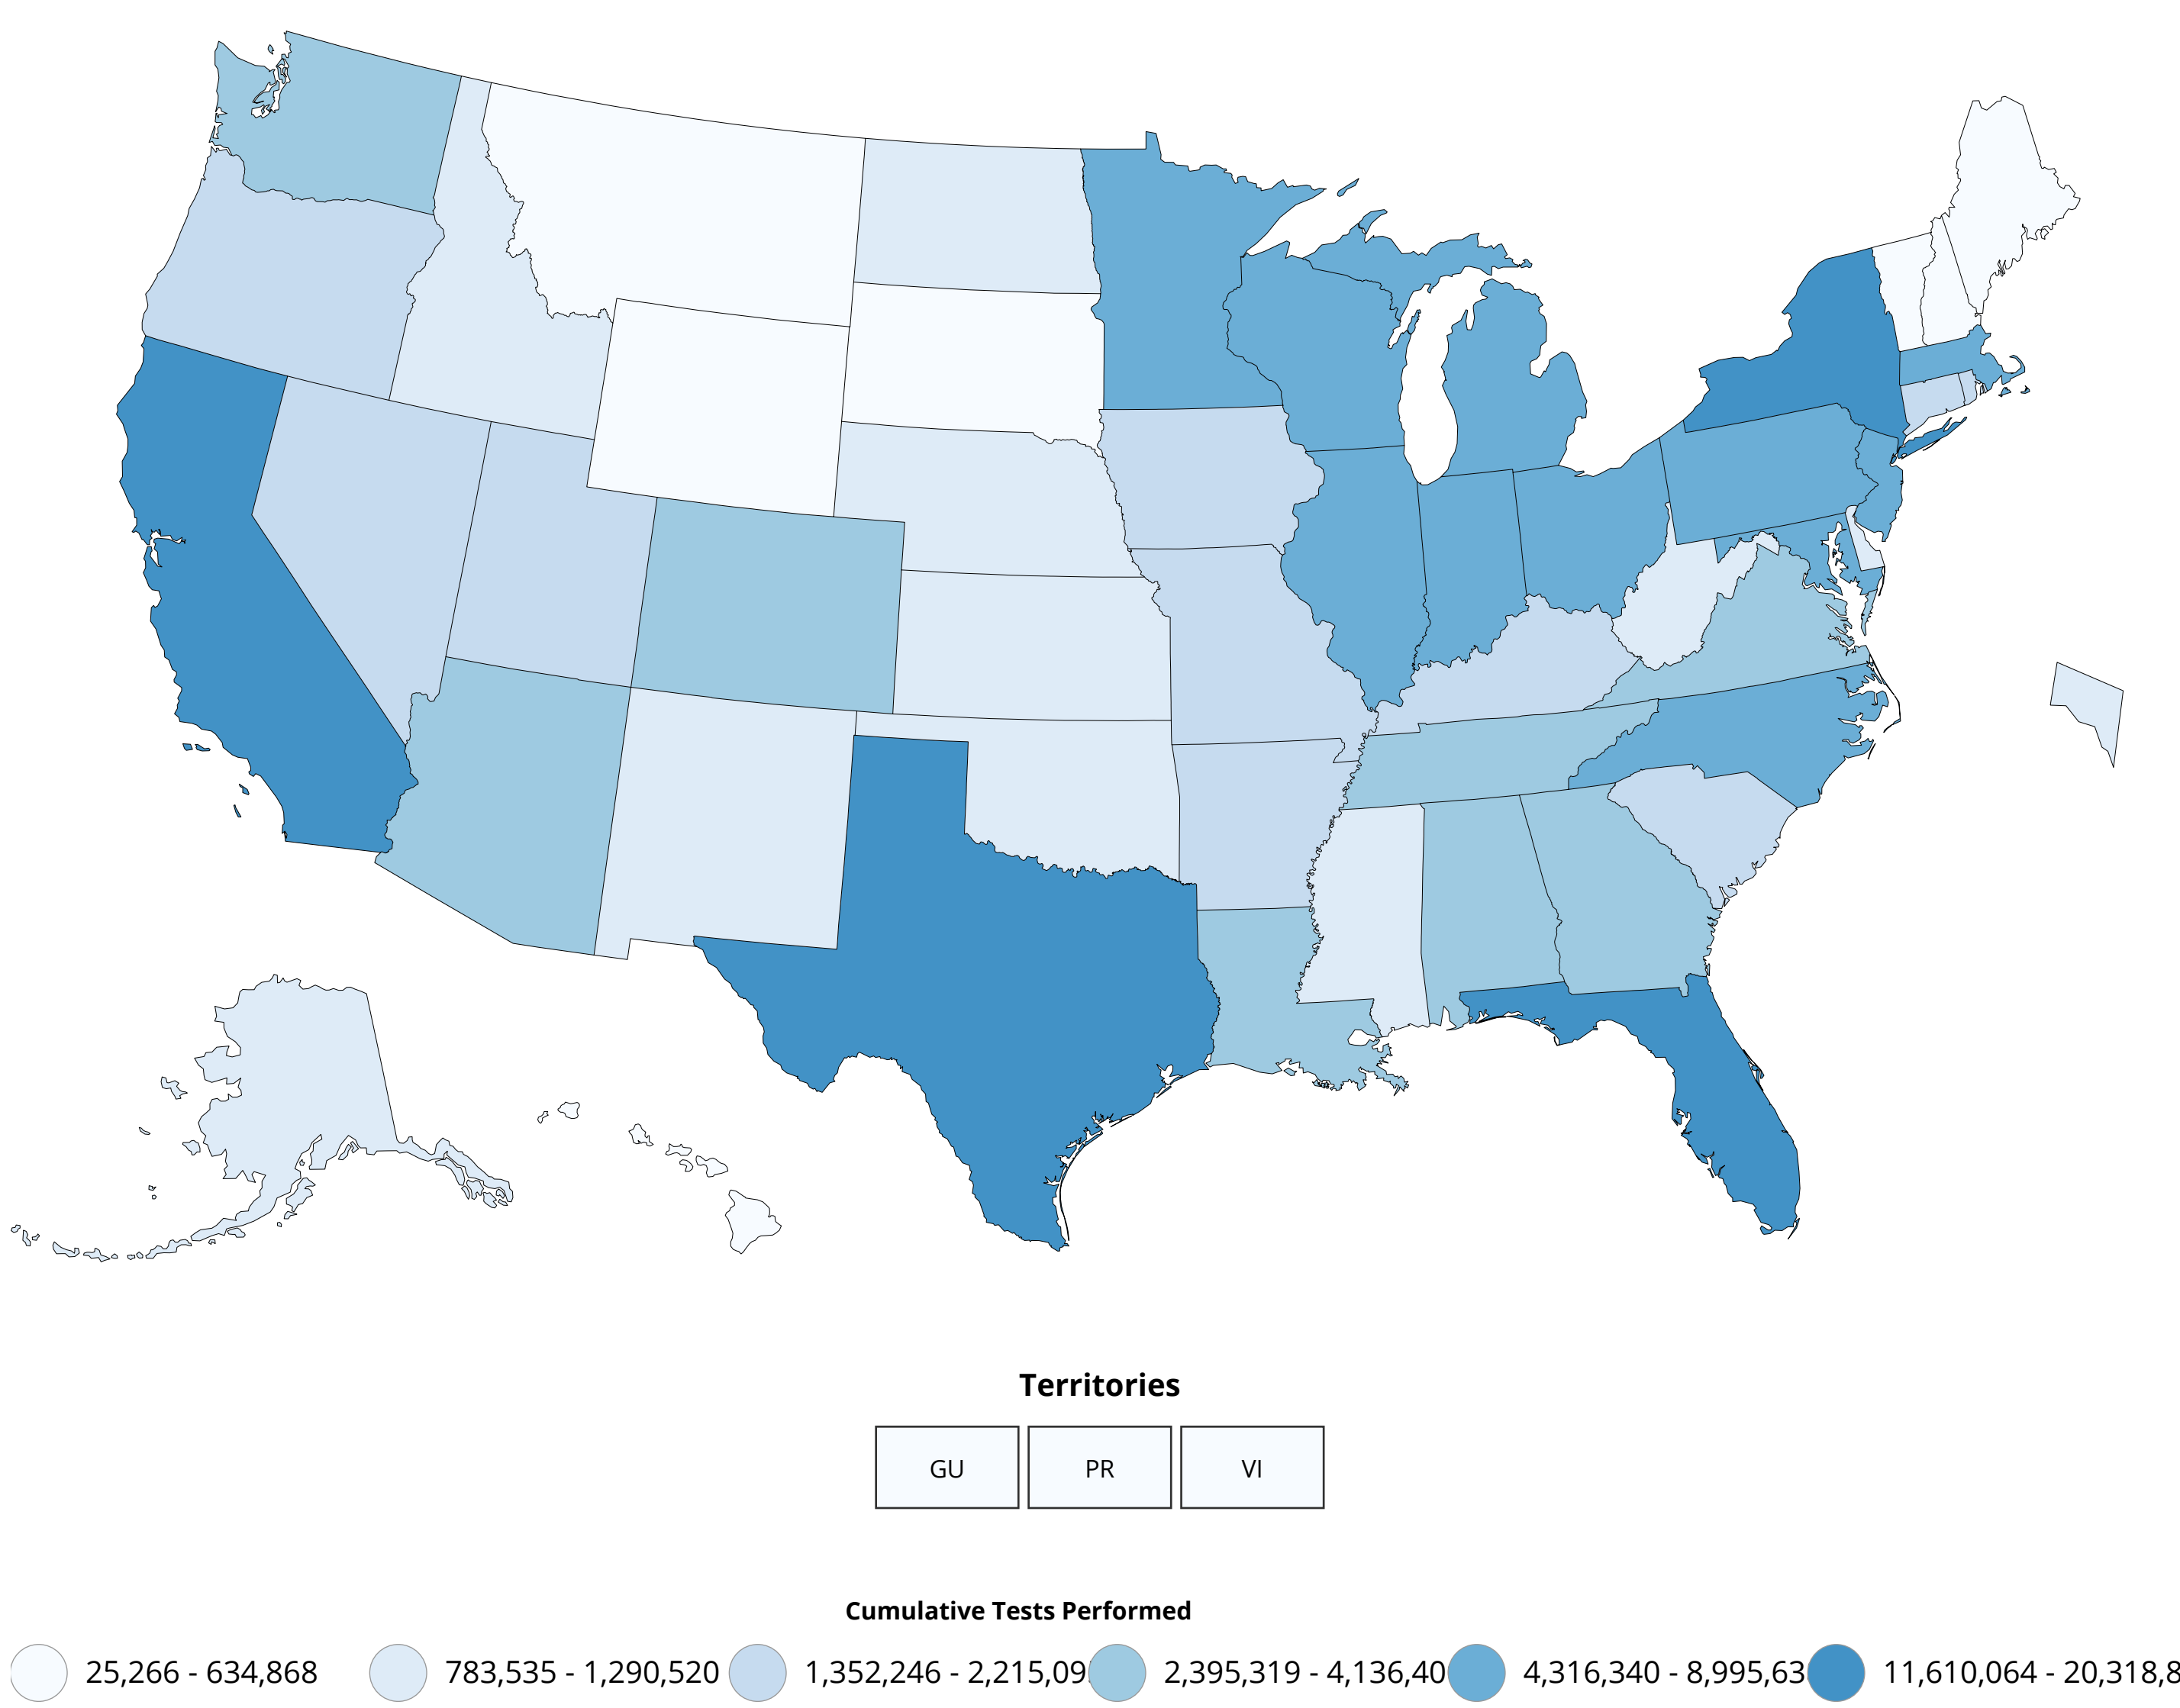 Territories
GU PR VI
Cumulative Tests Performed
25,266 - 634,868 783,535 - 1,290,520 1,352,246 - 2,215,09 2,395,319 - 4,136,40 4,316,340 - 8,995,63 11,610,064 - 20,318,8